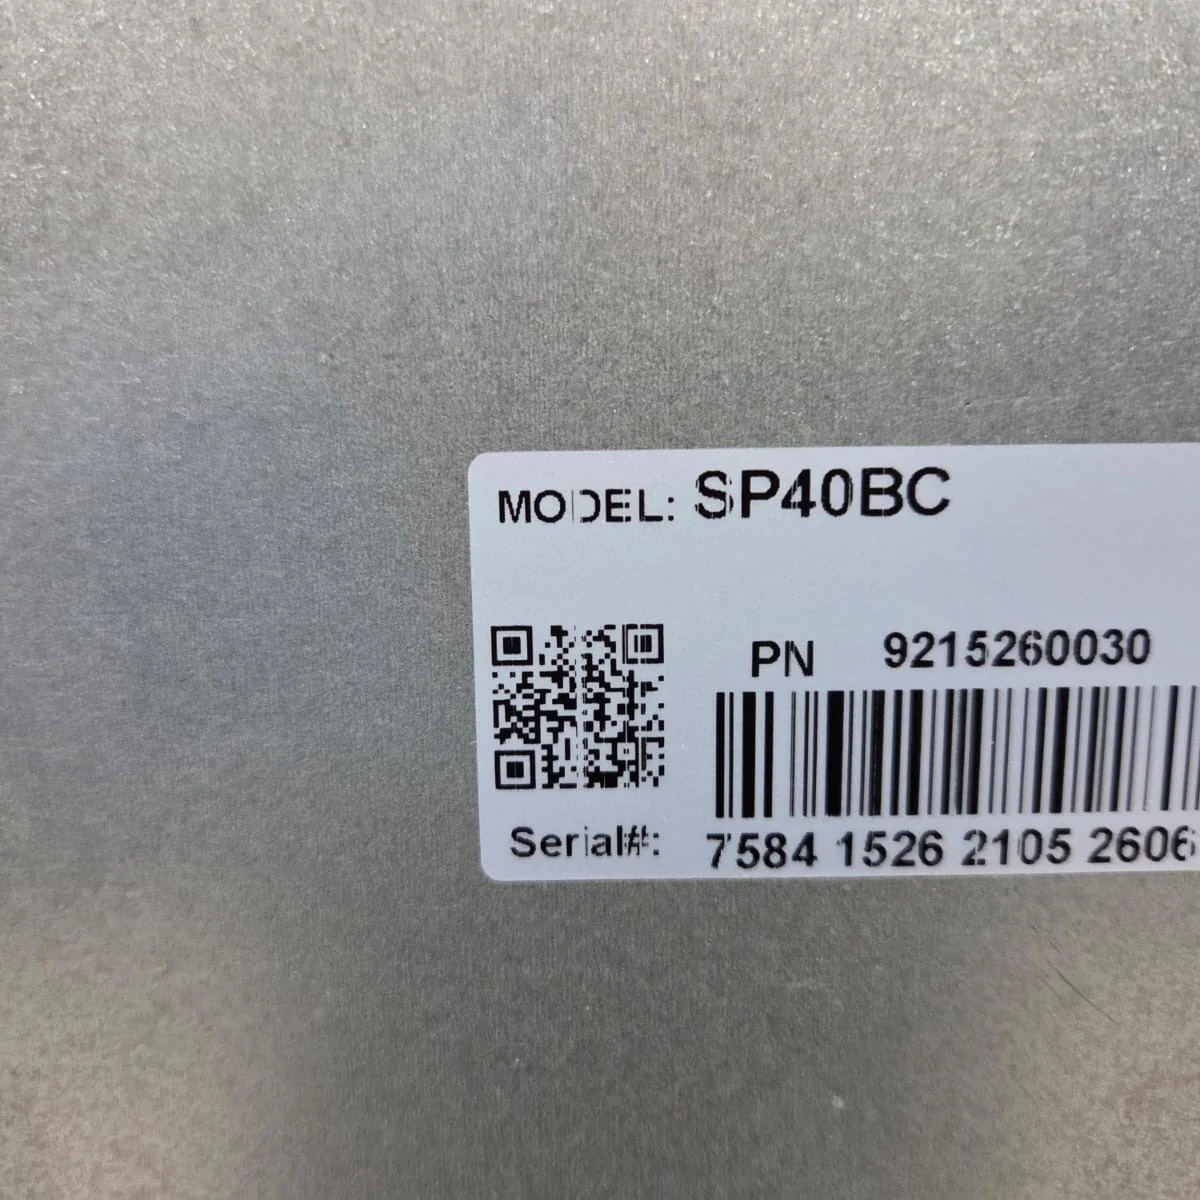 MODEL: SP40BC
PN 9215260030
Serial#: 7584 1526 2105 2606